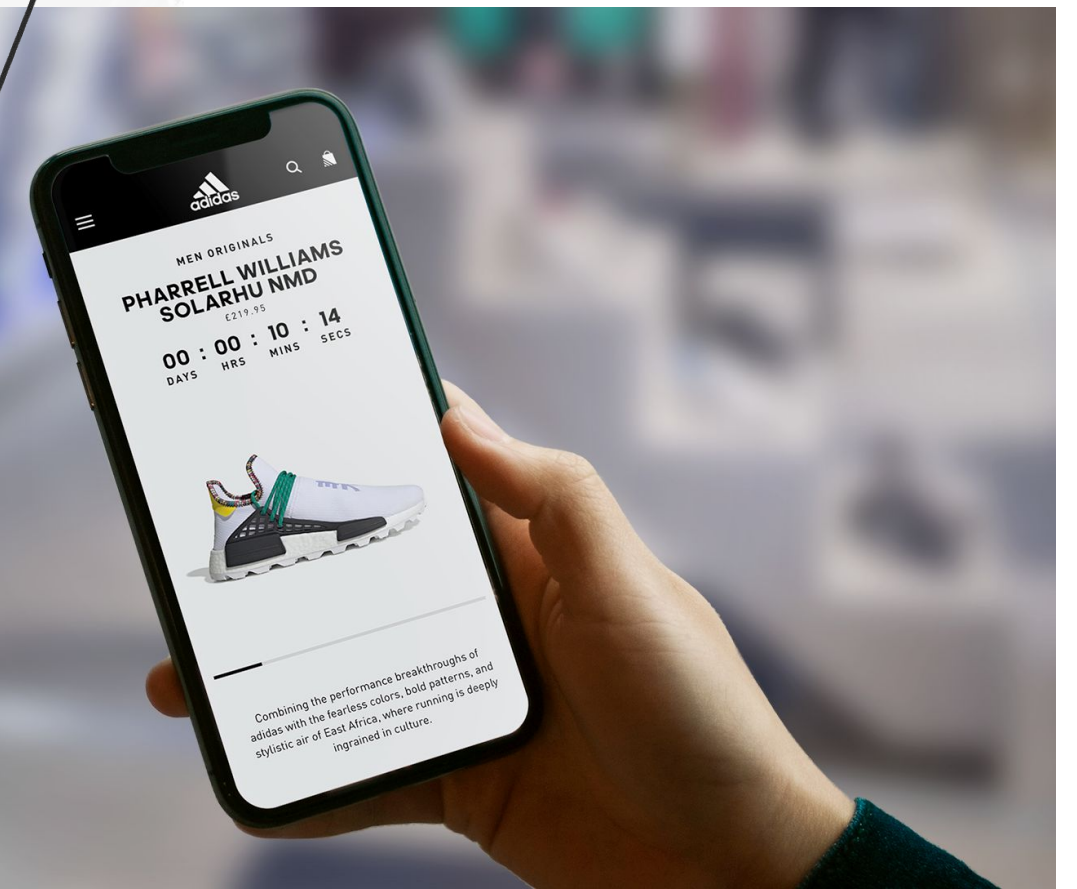 adidas
MEN ORIGINALS
PHARRELL WILLIAMS
SOLARHU NMD
£219.95
00 : 00 : 10 : 14
DAYS HRS MINS SECS
Combining the performance breakthroughs of
adidas with the fearless colors, bold patterns, and
stylistic air of East Africa, where running is deeply
ingrained in culture.